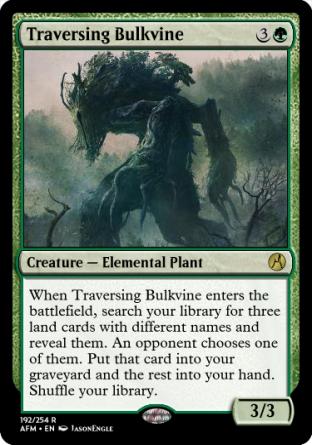 Traversing Bulkvine 3
Creature — Elemental Plant
When Traversing Bulkvine enters the
battlefield, search your library for three
land cards with different names and
reveal them. An opponent chooses one
of them. Put that card into your
graveyard and the rest into your hand.
Shuffle your library.
192/254 R
AFM • EN JASONENGLE
3/3